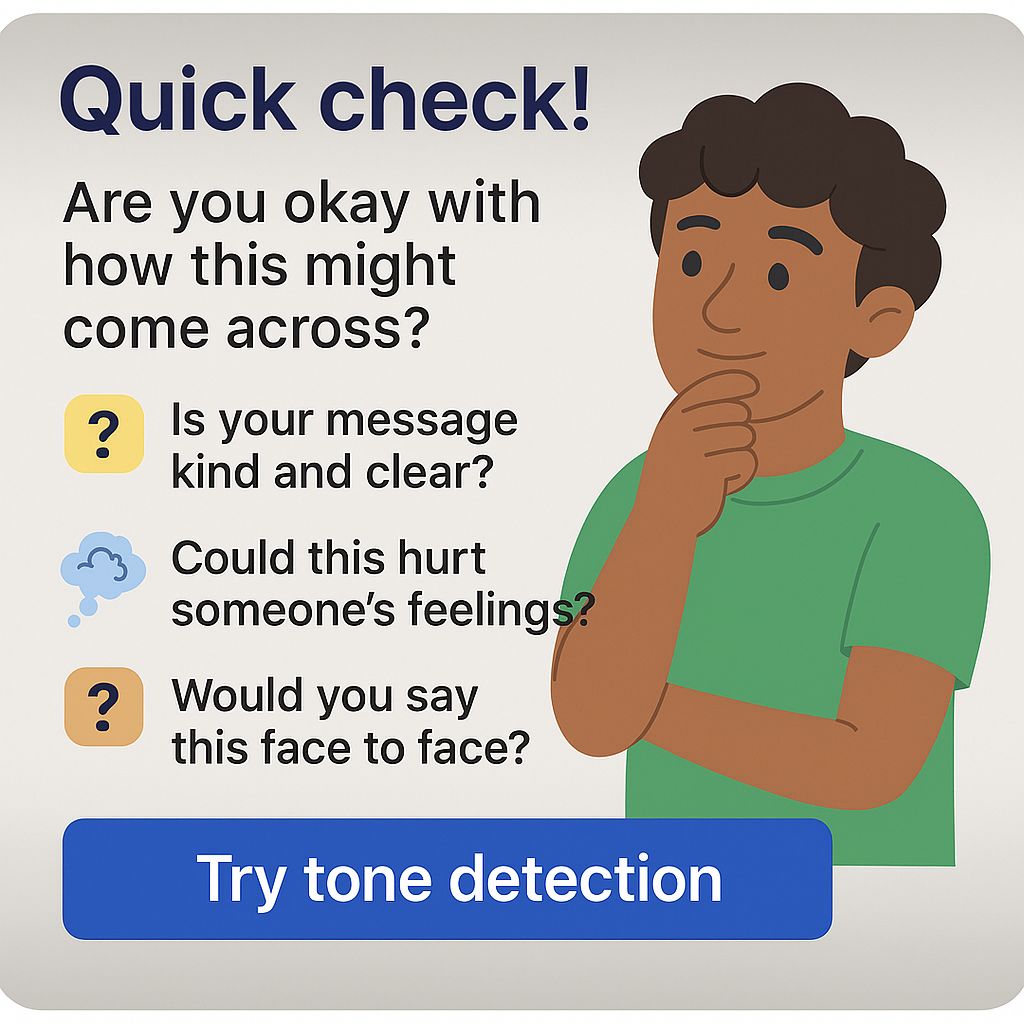 Quick check!
Are you okay with
how this might
come across?
?
Is your message
kind and clear?
Could this hurt
someone’s feelings?
?
Would you say
this face to face?
Try tone detection